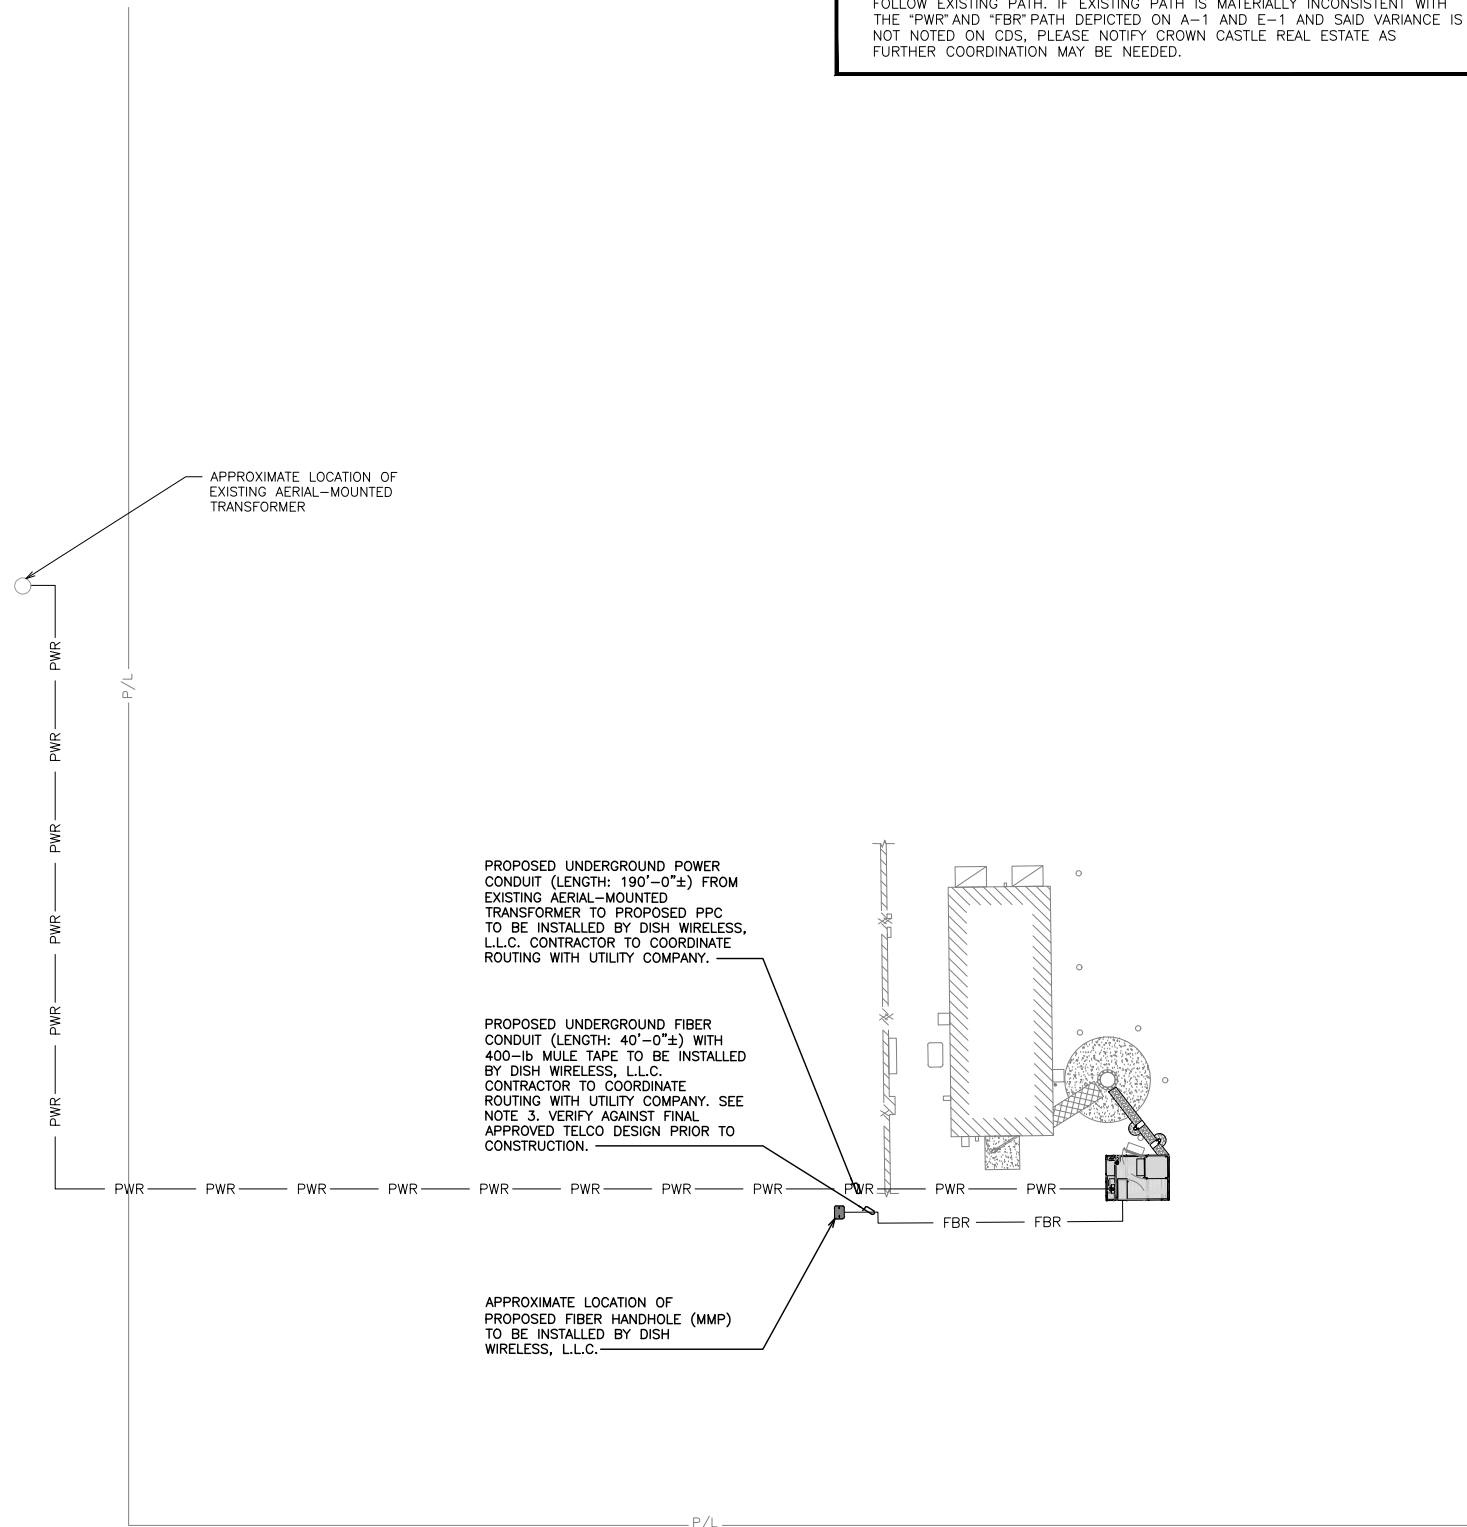 FOLLOW EXISTING PATH. IF EXISTING PATH IS MATERIALLY INCONSISTENT WITH
THE "PWR" AND "FBR" PATH DEPICTED ON A-1 AND E-1 AND SAID VARIANCE IS
NOT NOTED ON CDS, PLEASE NOTIFY CROWN CASTLE REAL ESTATE AS
FURTHER COORDINATION MAY BE NEEDED.
APPROXIMATE LOCATION OF
EXISTING AERIAL-MOUNTED
TRANSFORMER
PWR
P/L
PWR
PWR
PWR
PWR
PWR
PROPOSED UNDERGROUND POWER
CONDUIT (LENGTH: 190'-0"±) FROM
EXISTING AERIAL-MOUNTED
TRANSFORMER TO PROPOSED PPC
TO BE INSTALLED BY DISH WIRELESS,
L.L.C. CONTRACTOR TO COORDINATE
ROUTING WITH UTILITY COMPANY.
PROPOSED UNDERGROUND FIBER
CONDUIT (LENGTH: 40'-0"±) WITH
400-lb MULE TAPE TO BE INSTALLED
BY DISH WIRELESS, L.L.C.
CONTRACTOR TO COORDINATE
ROUTING WITH UTILITY COMPANY. SEE
NOTE 3. VERIFY AGAINST FINAL
APPROVED TELCO DESIGN PRIOR TO
CONSTRUCTION.
PWR PWR PWR PWR PWR PWR PWR PWR PWR PWR PWR
FBR FBR
APPROXIMATE LOCATION OF
PROPOSED FIBER HANDHOLE (MMP)
TO BE INSTALLED BY DISH
WIRELESS, L.L.C.
P/L